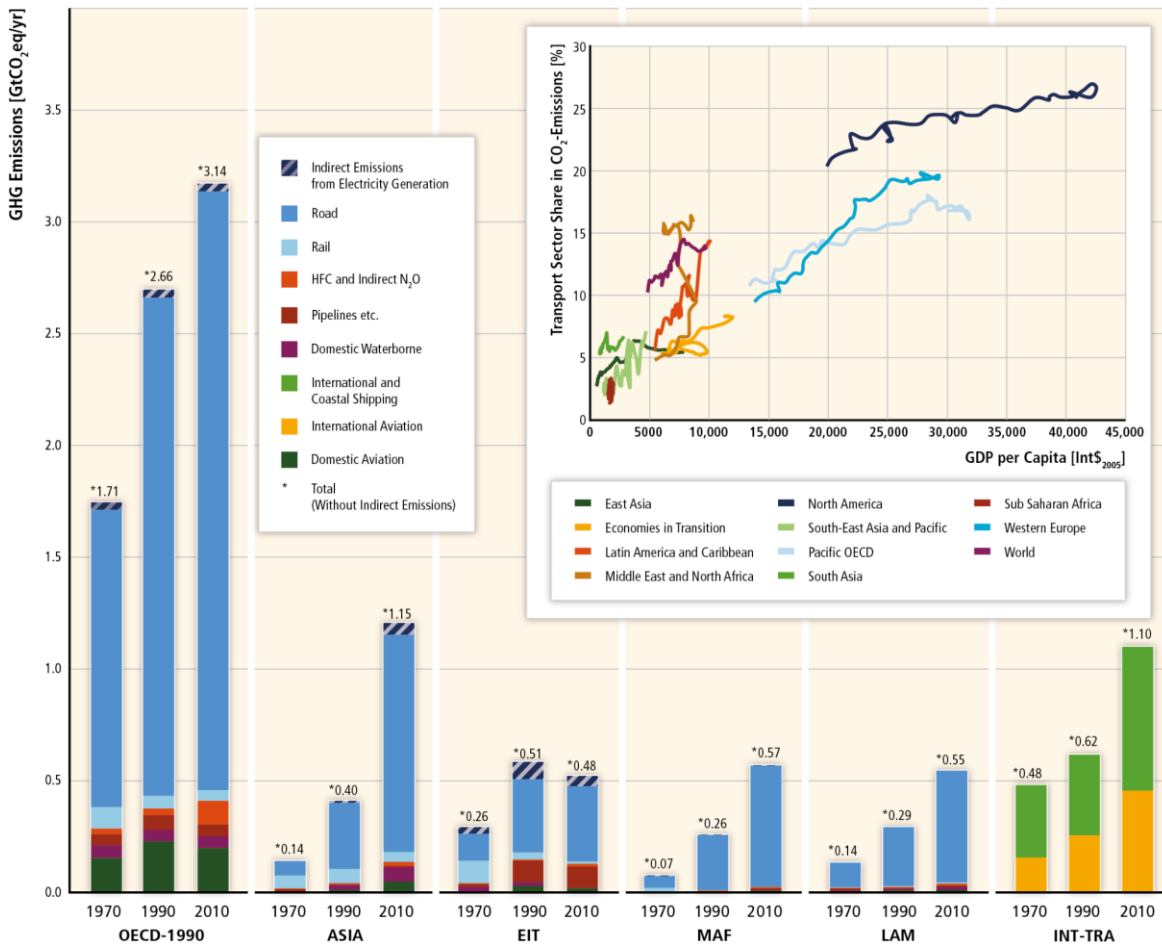 GHG Emissions [GtCO2eq/yr]
3.5
3.0
2.5
2.0
1.5
1.0
0.5
0.0
Indirect Emissions
from Electricity Generation
Road
Rail
HFC and Indirect N2O
Pipelines etc.
Domestic Waterborne
International and
Coastal Shipping
International Aviation
Domestic Aviation
* Total
(Without Indirect Emissions)
Transport Sector Share in CO2-Emissions [%]
30
25
20
15
10
5
0
0 5000 10,000 15,000 20,000 25,000 30,000 35,000 40,000 45,000
GDP per Capita [Int$2005]
East Asia
Economies in Transition
Latin America and Caribbean
Middle East and North Africa
North America
South-East Asia and Pacific
Pacific OECD
South Asia
Sub Saharan Africa
Western Europe
World
*1.71
*2.66
*3.14
*0.14
*0.40
*1.15
*0.26
*0.51
*0.48
*0.07
*0.26
*0.57
*0.14
*0.29
*0.55
*0.48
*0.62
*1.10
1970 1990 2010 1970 1990 2010 1970 1990 2010 1970 1990 2010 1970 1990 2010 1970 1990 2010
OECD-1990 ASIA EIT MAF LAM INT-TRA